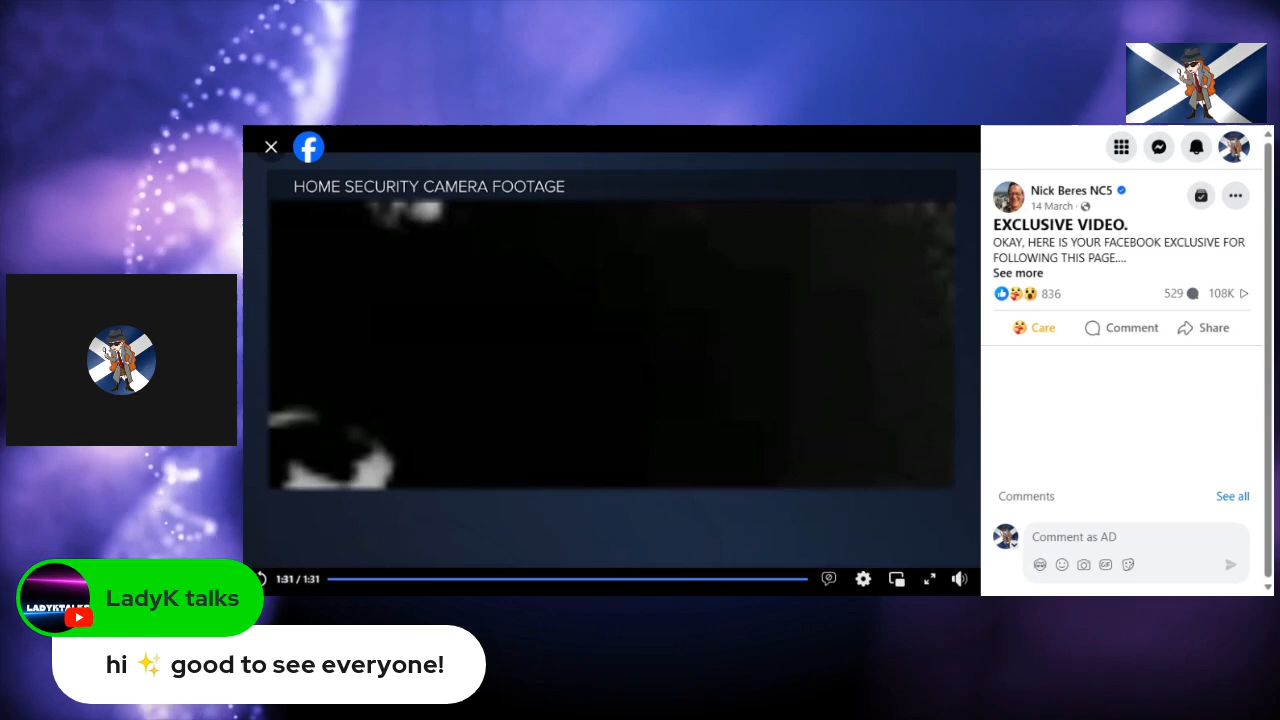 HOME SECURITY CAMERA FOOTAGE
1:31 / 1:31
Nick Beres NC5
14 March ·
EXCLUSIVE VIDEO.
OKAY, HERE IS YOUR FACEBOOK EXCLUSIVE FOR
FOLLOWING THIS PAGE....
See more
836
529
108K
Care
Comment
Share
Comments
See all
Comment as AD
GIF
LADYKTALKS
LadyK talks
hi ✨ good to see everyone!